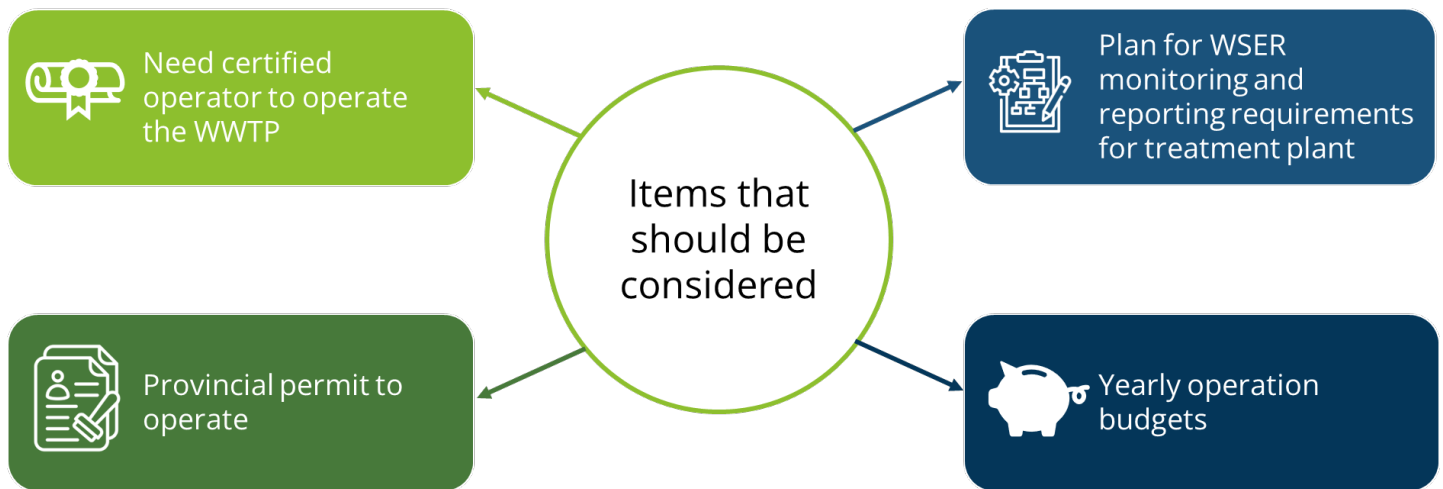 Need certified
operator to operate
the WWTP
Plan for WSER
monitoring and
reporting requirements
for treatment plant
Items that
should be
considered
Provincial permit to
operate
Yearly operation
budgets